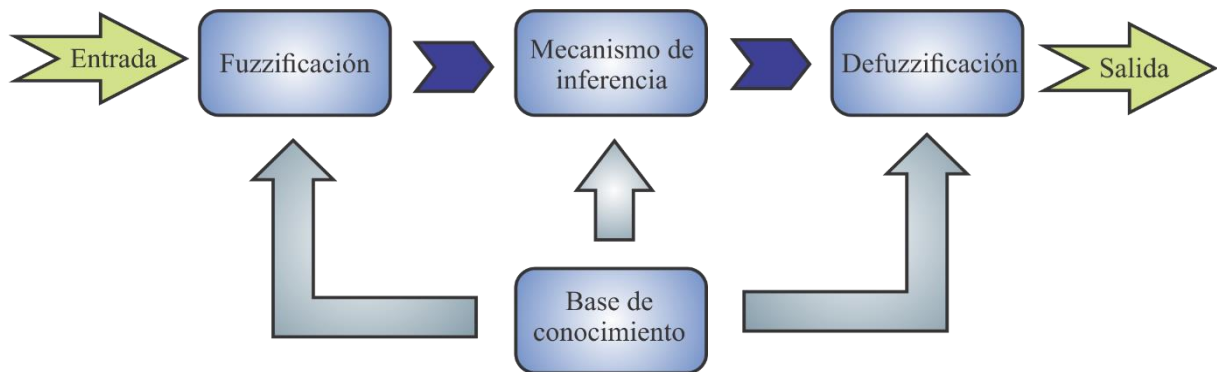 Entrada
Fuzzificación
Mecanismo de
inferencia
Defuzzificación
Salida
Base de
conocimiento